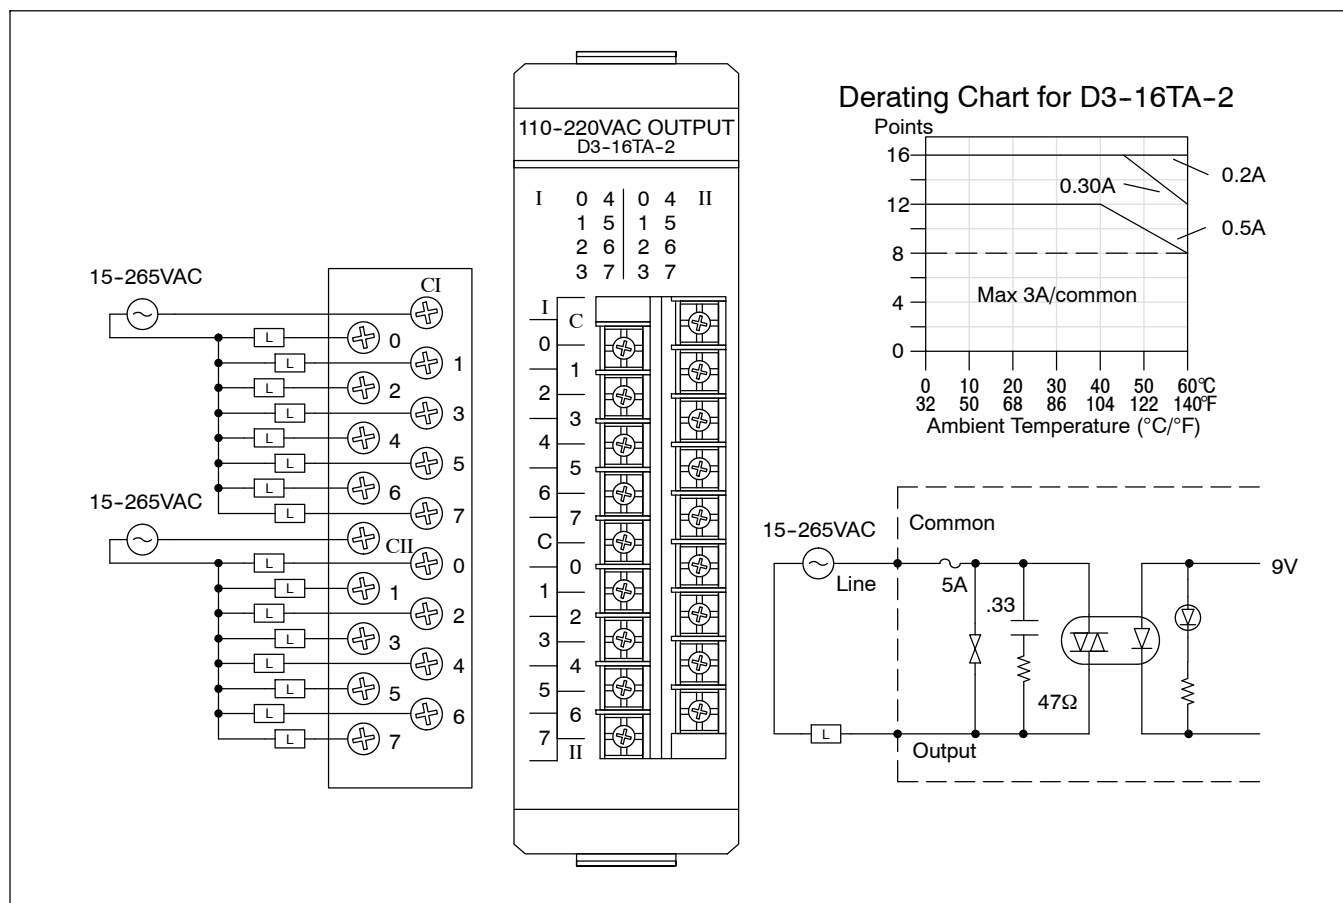 15-265VAC
CI
L 0
L 1
L 2
L 3
L 4
L 5
L 6
L 7
15-265VAC
CII
L 0
L 1
L 2
L 3
L 4
L 5
L 6
L 7
110-220VAC OUTPUT
D3-16TA-2
I 0 4 0 4 II
1 5 1 5
2 6 2 6
3 7 3 7
I
C
0
1
2
3
4
5
6
7
C
0
1
2
3
4
5
6
7
II
Derating Chart for D3-16TA-2
Points
16
12
8
4
0
0.2A
0.30A
0.5A
Max 3A/common
0 10 20 30 40 50 60°C
32 50 68 86 104 122 140°F
Ambient Temperature (°C/°F)
15-265VAC
Common
Line
5A
.33
47Ω
9V
L
Output